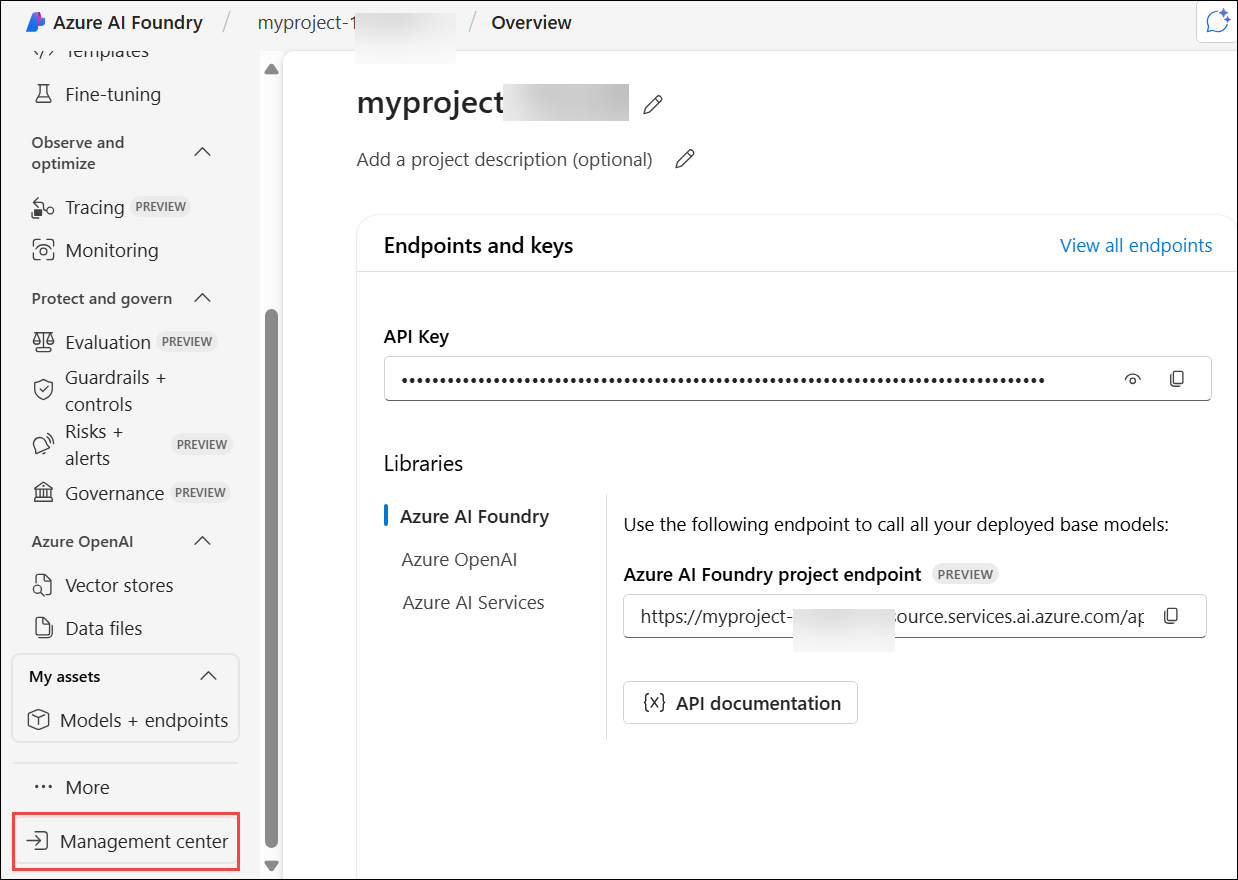 Azure AI Foundry / myproject-1 / Overview
Templates
Fine-tuning
Observe and
optimize
Tracing PREVIEW
Monitoring
Protect and govern
Evaluation PREVIEW
Guardrails +
controls
Risks +
alerts PREVIEW
Governance PREVIEW
Azure OpenAI
Vector stores
Data files
My assets
Models + endpoints
More
Management center
myproject
Add a project description (optional)
Endpoints and keys
View all endpoints
API Key
Libraries
Azure AI Foundry
Azure OpenAI
Azure AI Services
Use the following endpoint to call all your deployed base models:
Azure AI Foundry project endpoint PREVIEW
https://myproject- source.services.ai.azure.com/ap
{x} API documentation